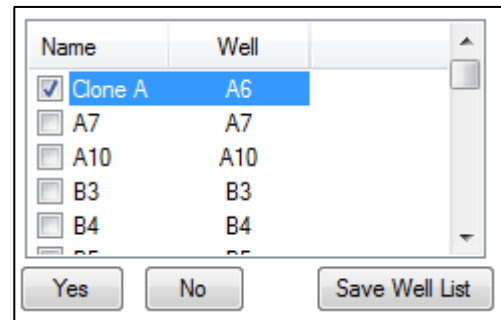 Name Well
Clone A A6
A7 A7
A10 A10
B3 B3
B4 B4
Yes No Save Well List